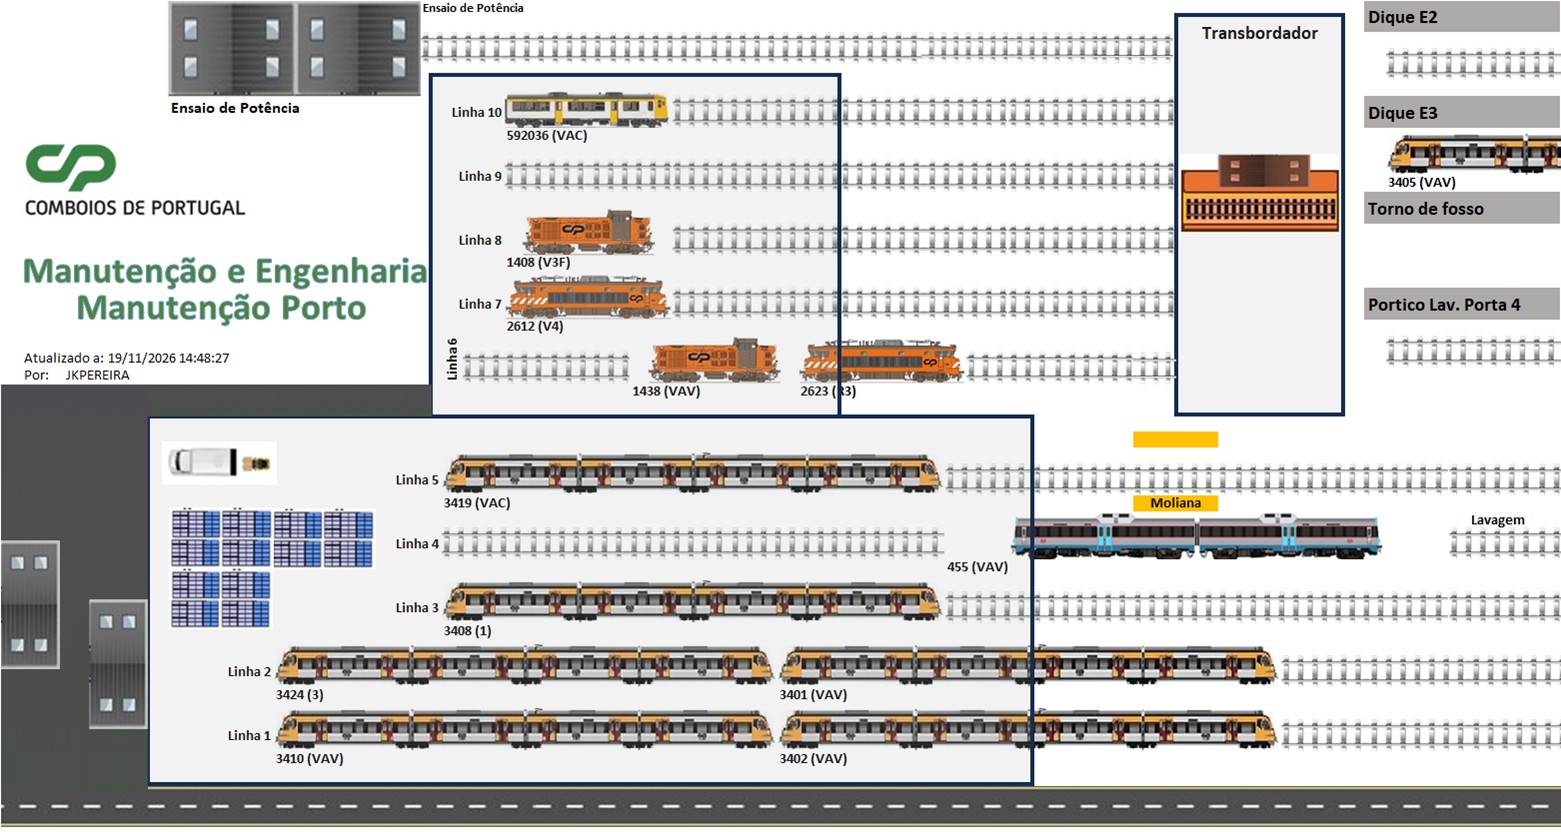 Ensaio de Potência
Ensaio de Potência
Transbordador
Dique E2
Dique E3
3405 (VAV)
Torno de fosso
Portico Lav. Porta 4
COMBOIOS DE PORTUGAL
Manutenção e Engenharia
Manutenção Porto
Atualizado a: 19/11/2026 14:48:27
Por: JKPEREIRA
Linha 10
592036 (VAC)
Linha 9
Linha 8
1408 (V3F)
Linha 7
2612 (V4)
Linha 6
1438 (VAV)
2623 (R3)
Linha 5
3419 (VAC)
Moliana
Lavagem
Linha 4
455 (VAV)
Linha 3
3408 (1)
Linha 2
3424 (3)
3401 (VAV)
Linha 1
3410 (VAV)
3402 (VAV)